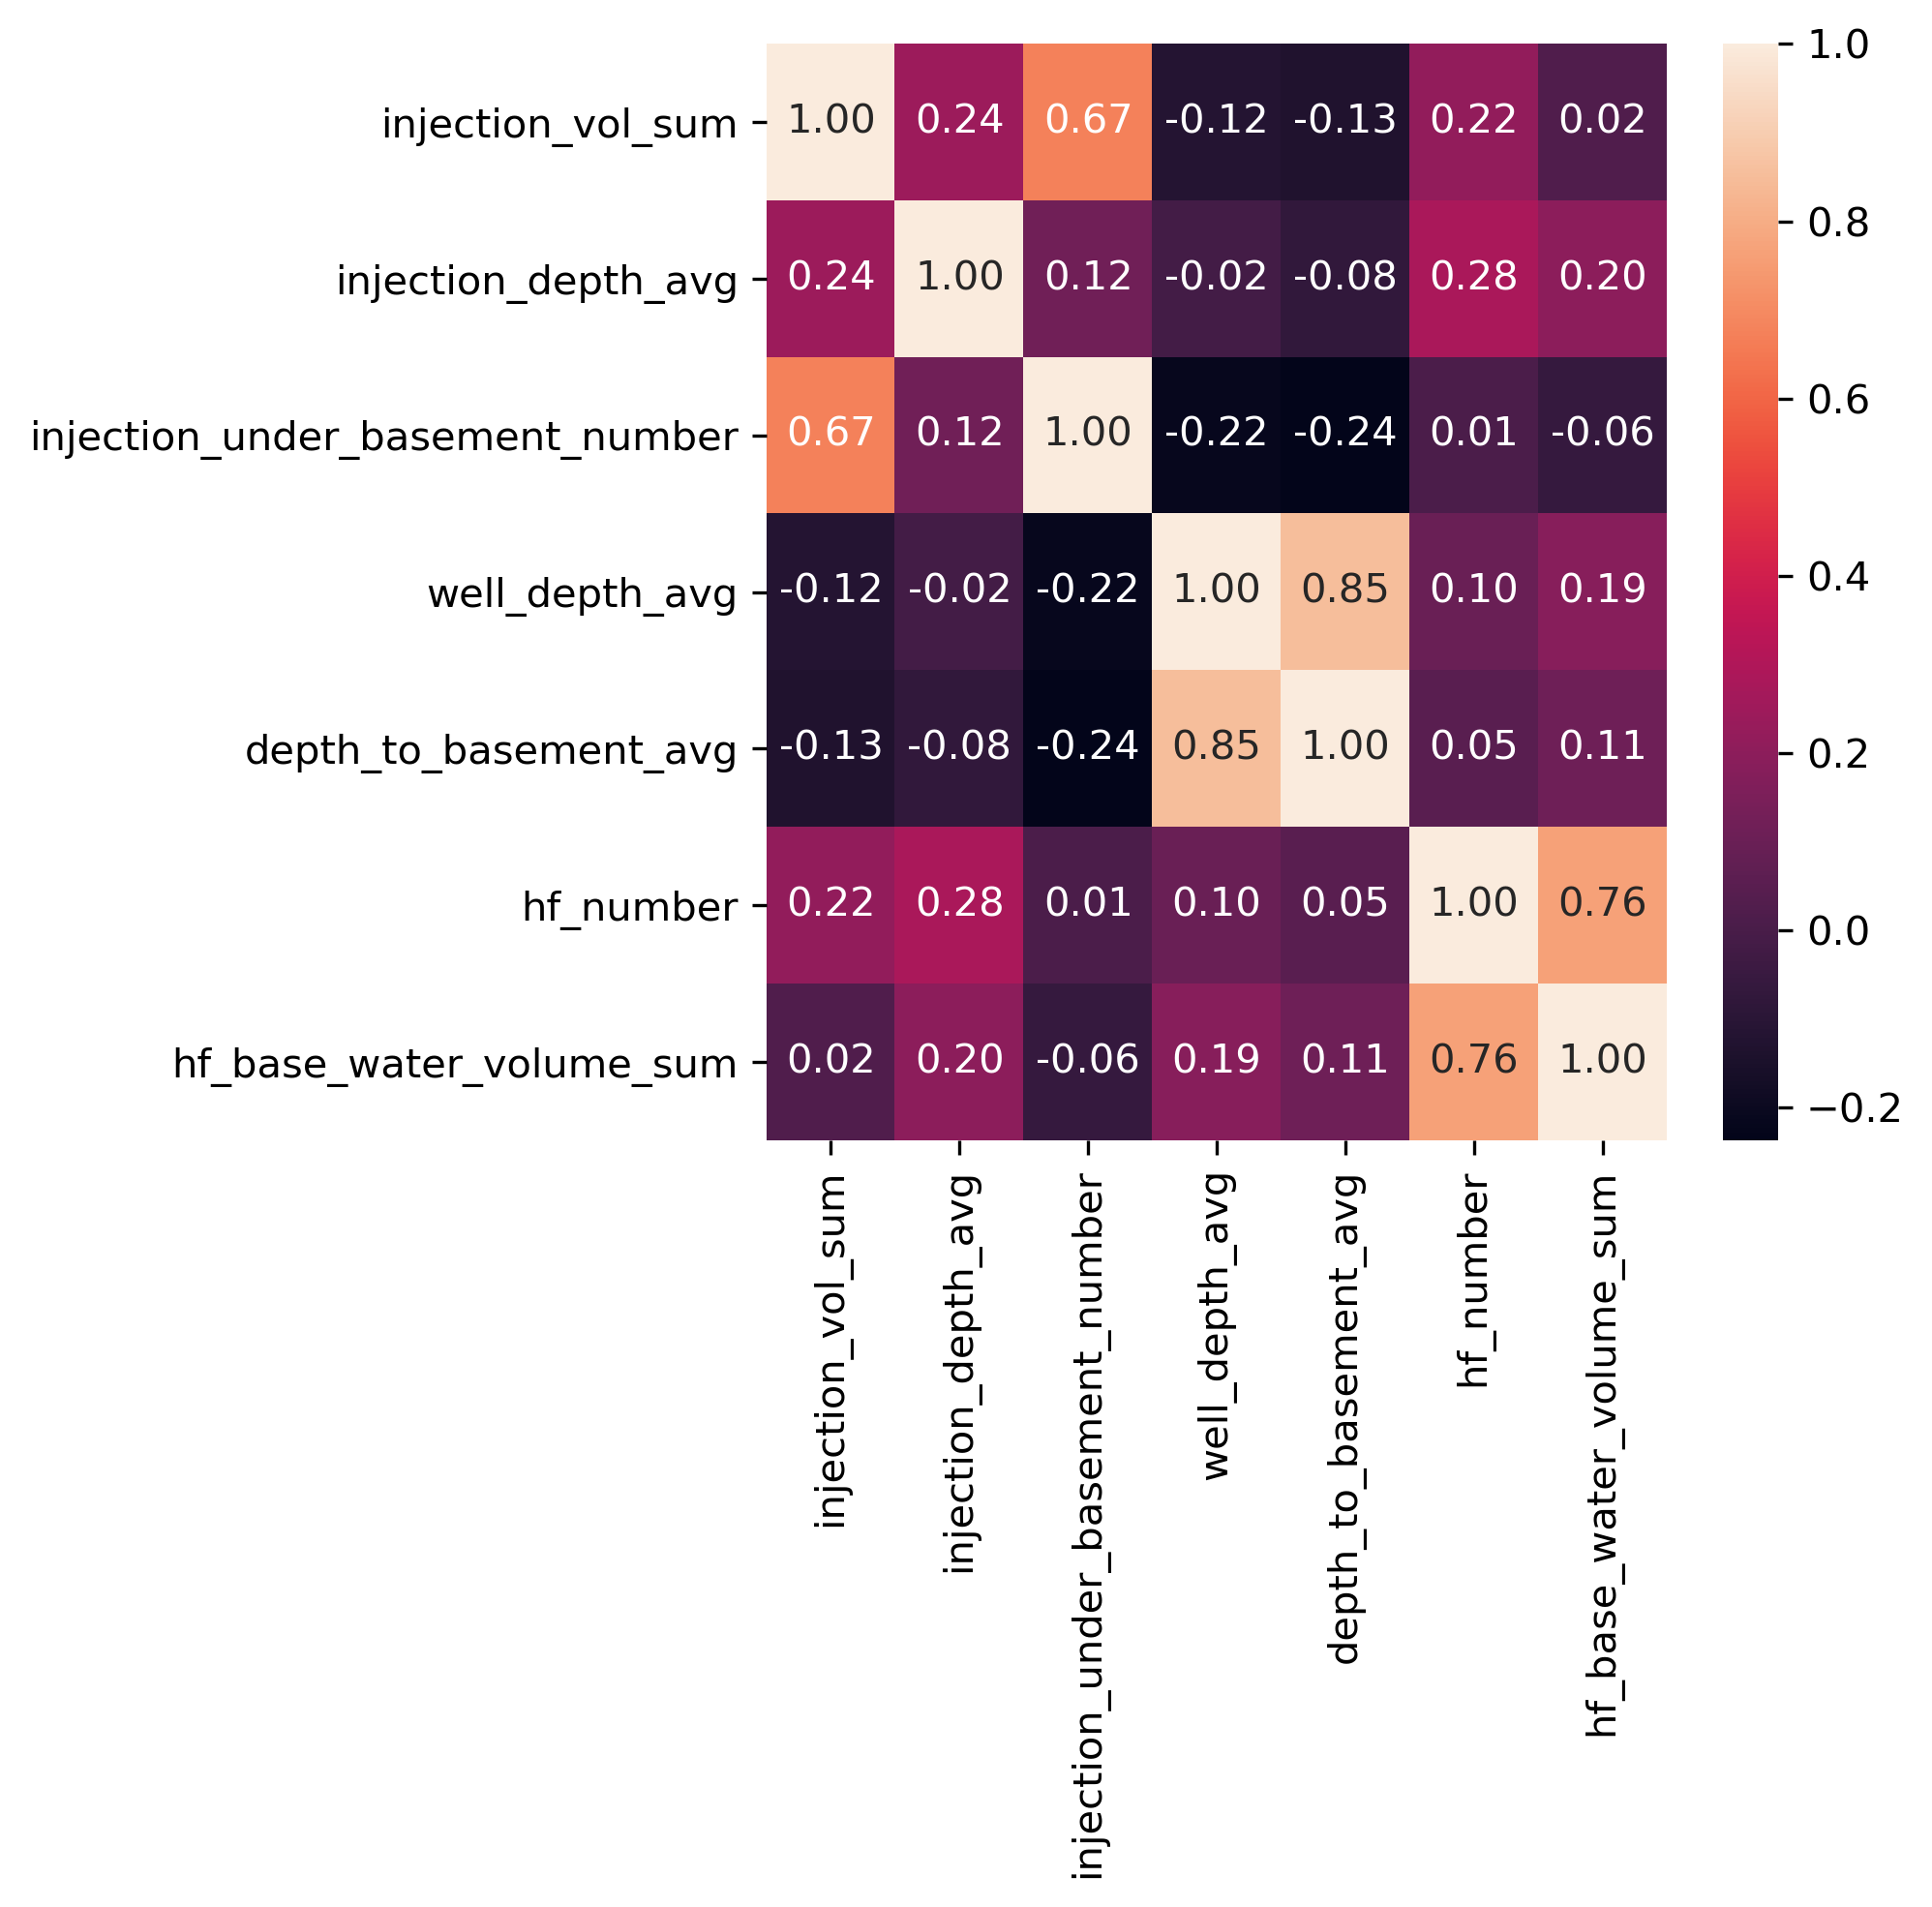 injection_vol_sum 1.00 0.24 0.67 -0.12 -0.13 0.22 0.02
injection_depth_avg 0.24 1.00 0.12 -0.02 -0.08 0.28 0.20
injection_under_basement_number 0.67 0.12 1.00 -0.22 -0.24 0.01 -0.06
well_depth_avg -0.12 -0.02 -0.22 1.00 0.85 0.10 0.19
depth_to_basement_avg -0.13 -0.08 -0.24 0.85 1.00 0.05 0.11
hf_number 0.22 0.28 0.01 0.10 0.05 1.00 0.76
hf_base_water_volume_sum 0.02 0.20 -0.06 0.19 0.11 0.76 1.00
injection_vol_sum
injection_depth_avg
injection_under_basement_number
well_depth_avg
depth_to_basement_avg
hf_number
hf_base_water_volume_sum
1.0
0.8
0.6
0.4
0.2
0.0
−0.2